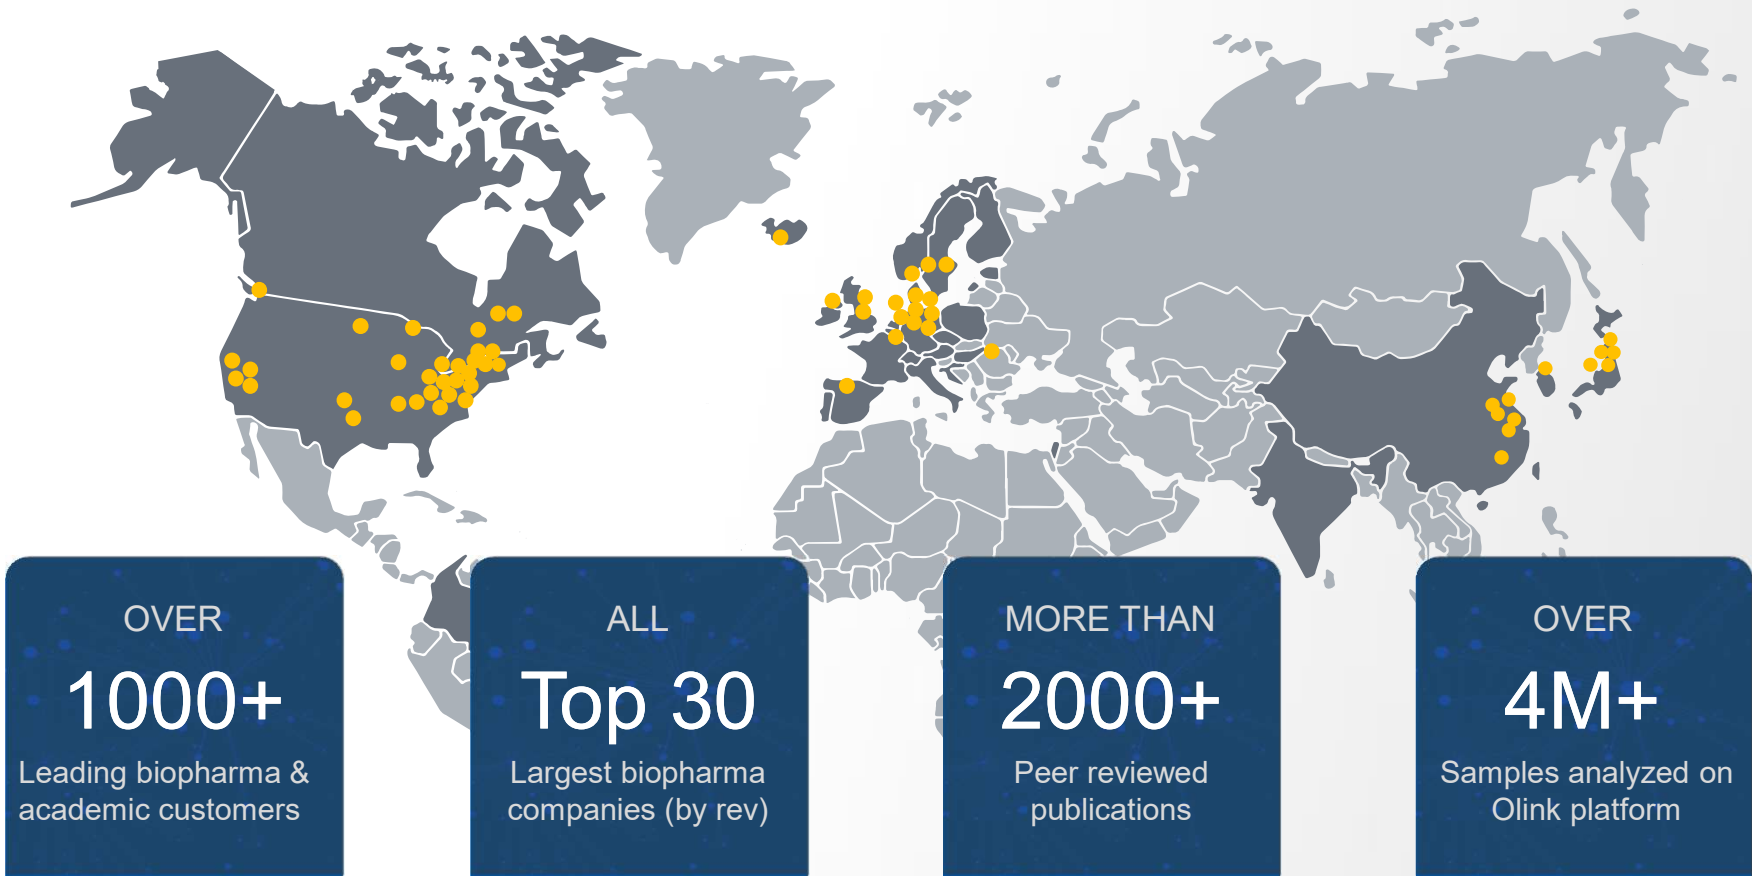 OVER
1000+
Leading biopharma &
academic customers
ALL
Top 30
Largest biopharma
companies (by rev)
MORE THAN
2000+
Peer reviewed
publications
OVER
4M+
Samples analyzed on
Olink platform